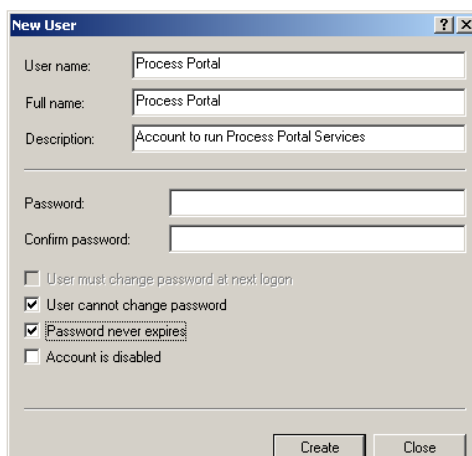 New User
User name: Process Portal
Full name: Process Portal
Description: Account to run Process Portal Services
Password:
Confirm password:
User must change password at next logon
User cannot change password
Password never expires
Account is disabled
Create Close